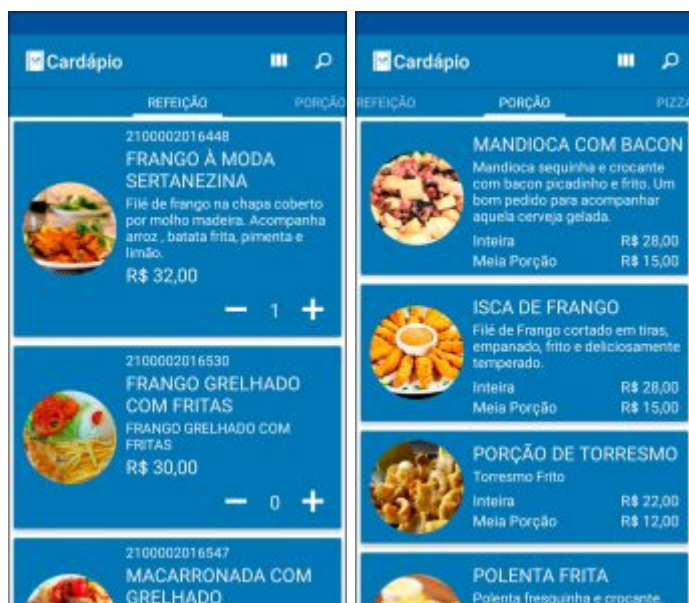 Cardápio
REFEIÇÃO PORÇÃO
2100002016448
FRANGO À MODA
SERTANEZINA
Filé de frango na chapa coberto
por molho madeira. Acompanha
arroz , batata frita, pimenta e
limão.
R$ 32,00
1
2100002016530
FRANGO GRELHADO
COM FRITAS
FRANGO GRELHADO COM
FRITAS
R$ 30,00
0
2100002016547
MACARRONADA COM
GRELHADO
Cardápio
REFEIÇÃO PORÇÃO PIZZA
MANDIOCA COM BACON
Mandioca sequinha e crocante
com bacon picadinho e frito. Um
bom pedido para acompanhar
aquela cerveja gelada.
Inteira R$ 28,00
Meia Porção R$ 15,00
ISCA DE FRANGO
Filé de Frango cortado em tiras,
empanado, frito e deliciosamente
temperado.
Inteira R$ 28,00
Meia Porção R$ 15,00
PORÇÃO DE TORRESMO
Torresmo Frito
Inteira R$ 22,00
Meia Porção R$ 12,00
POLENTA FRITA
Polenta fresquinha e crocante,